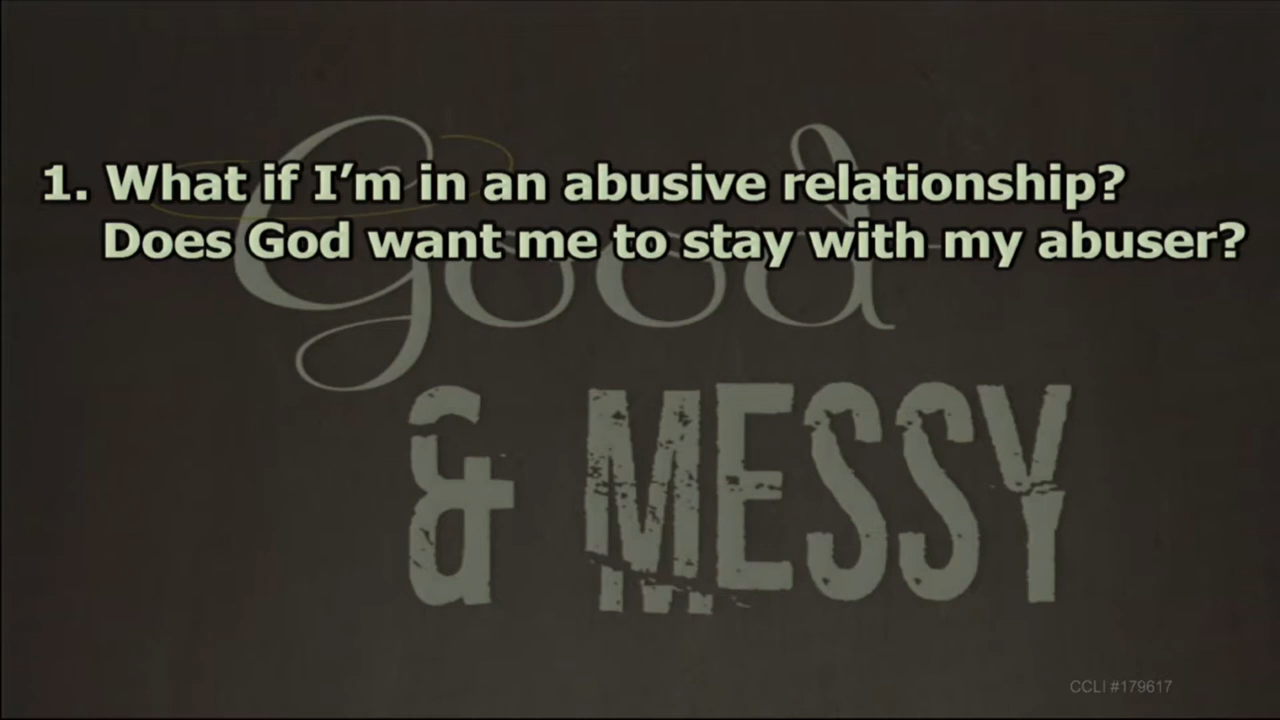 1. What if I'm in an abusive relationship?
Does God want me to stay with my abuser?
Good
& MESSY
CCLI #179617